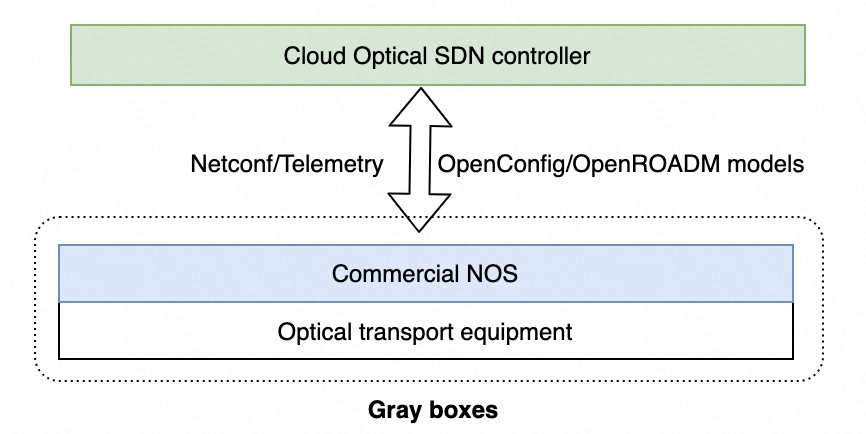 Cloud Optical SDN controller
Netconf/Telemetry
OpenConfig/OpenROADM models
Commercial NOS
Optical transport equipment
Gray boxes